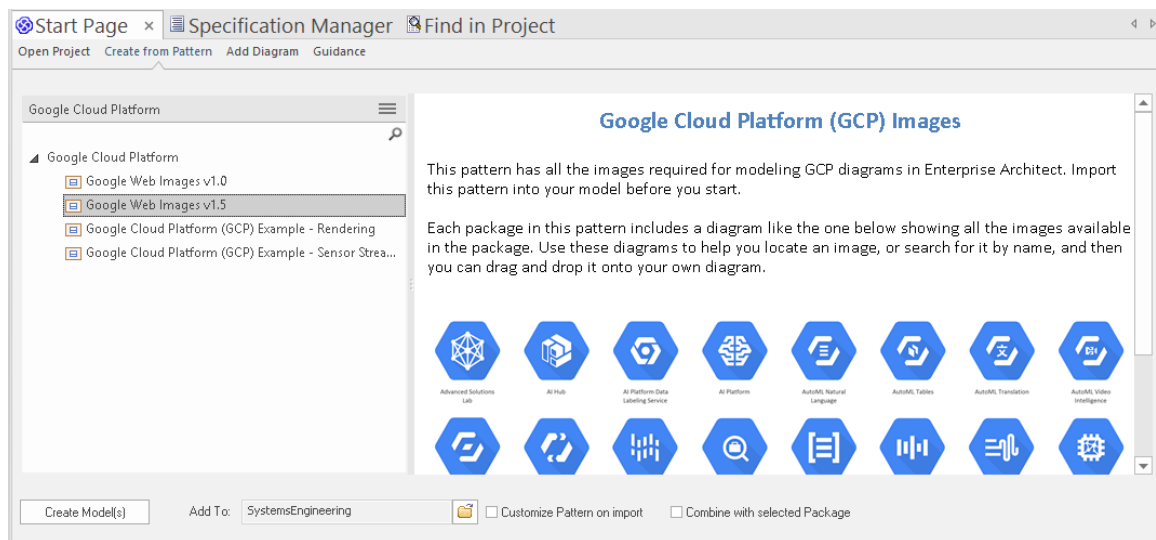 Start Page × Specification Manager Find in Project
Open Project Create from Pattern Add Diagram Guidance
Google Cloud Platform
Google Cloud Platform
Google Web Images v1.0
Google Web Images v1.5
Google Cloud Platform (GCP) Example - Rendering
Google Cloud Platform (GCP) Example - Sensor Strea...
Google Cloud Platform (GCP) Images
This pattern has all the images required for modeling GCP diagrams in Enterprise Architect. Import
this pattern into your model before you start.
Each package in this pattern includes a diagram like the one below showing all the images available
in the package. Use these diagrams to help you locate an image, or search for it by name, and then
you can drag and drop it onto your own diagram.
Advanced Solutions Lab
AI Hub
AI Platform Data Labeling Service
AI Platform
AutoML Natural Language
AutoML Tables
AutoML Translation
AutoML Video Intelligence
Create Model(s) Add To: SystemsEngineering Customize Pattern on import Combine with selected Package